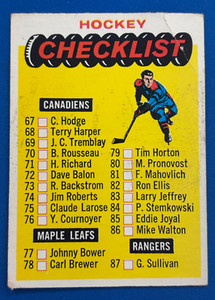 HOCKEY
CHECKLIST
CANADIENS
67 C. Hodge
68 Terry Harper
69 J. C. Tremblay
70 B. Rousseau
71 H. Richard
72 Dave Balon
73 R. Backstrom
74 Jim Roberts
75 Claude Larose
76 Y. Cournoyer
MAPLE LEAFS
77 Johnny Bower
78 Carl Brewer
79 Tim Horton
80 M. Pronovost
81 F. Mahovlich
82 Ron Ellis
83 Larry Jeffrey
84 P. Stemkowski
85 Eddie Joyal
86 Mike Walton
RANGERS
87 G. Sullivan